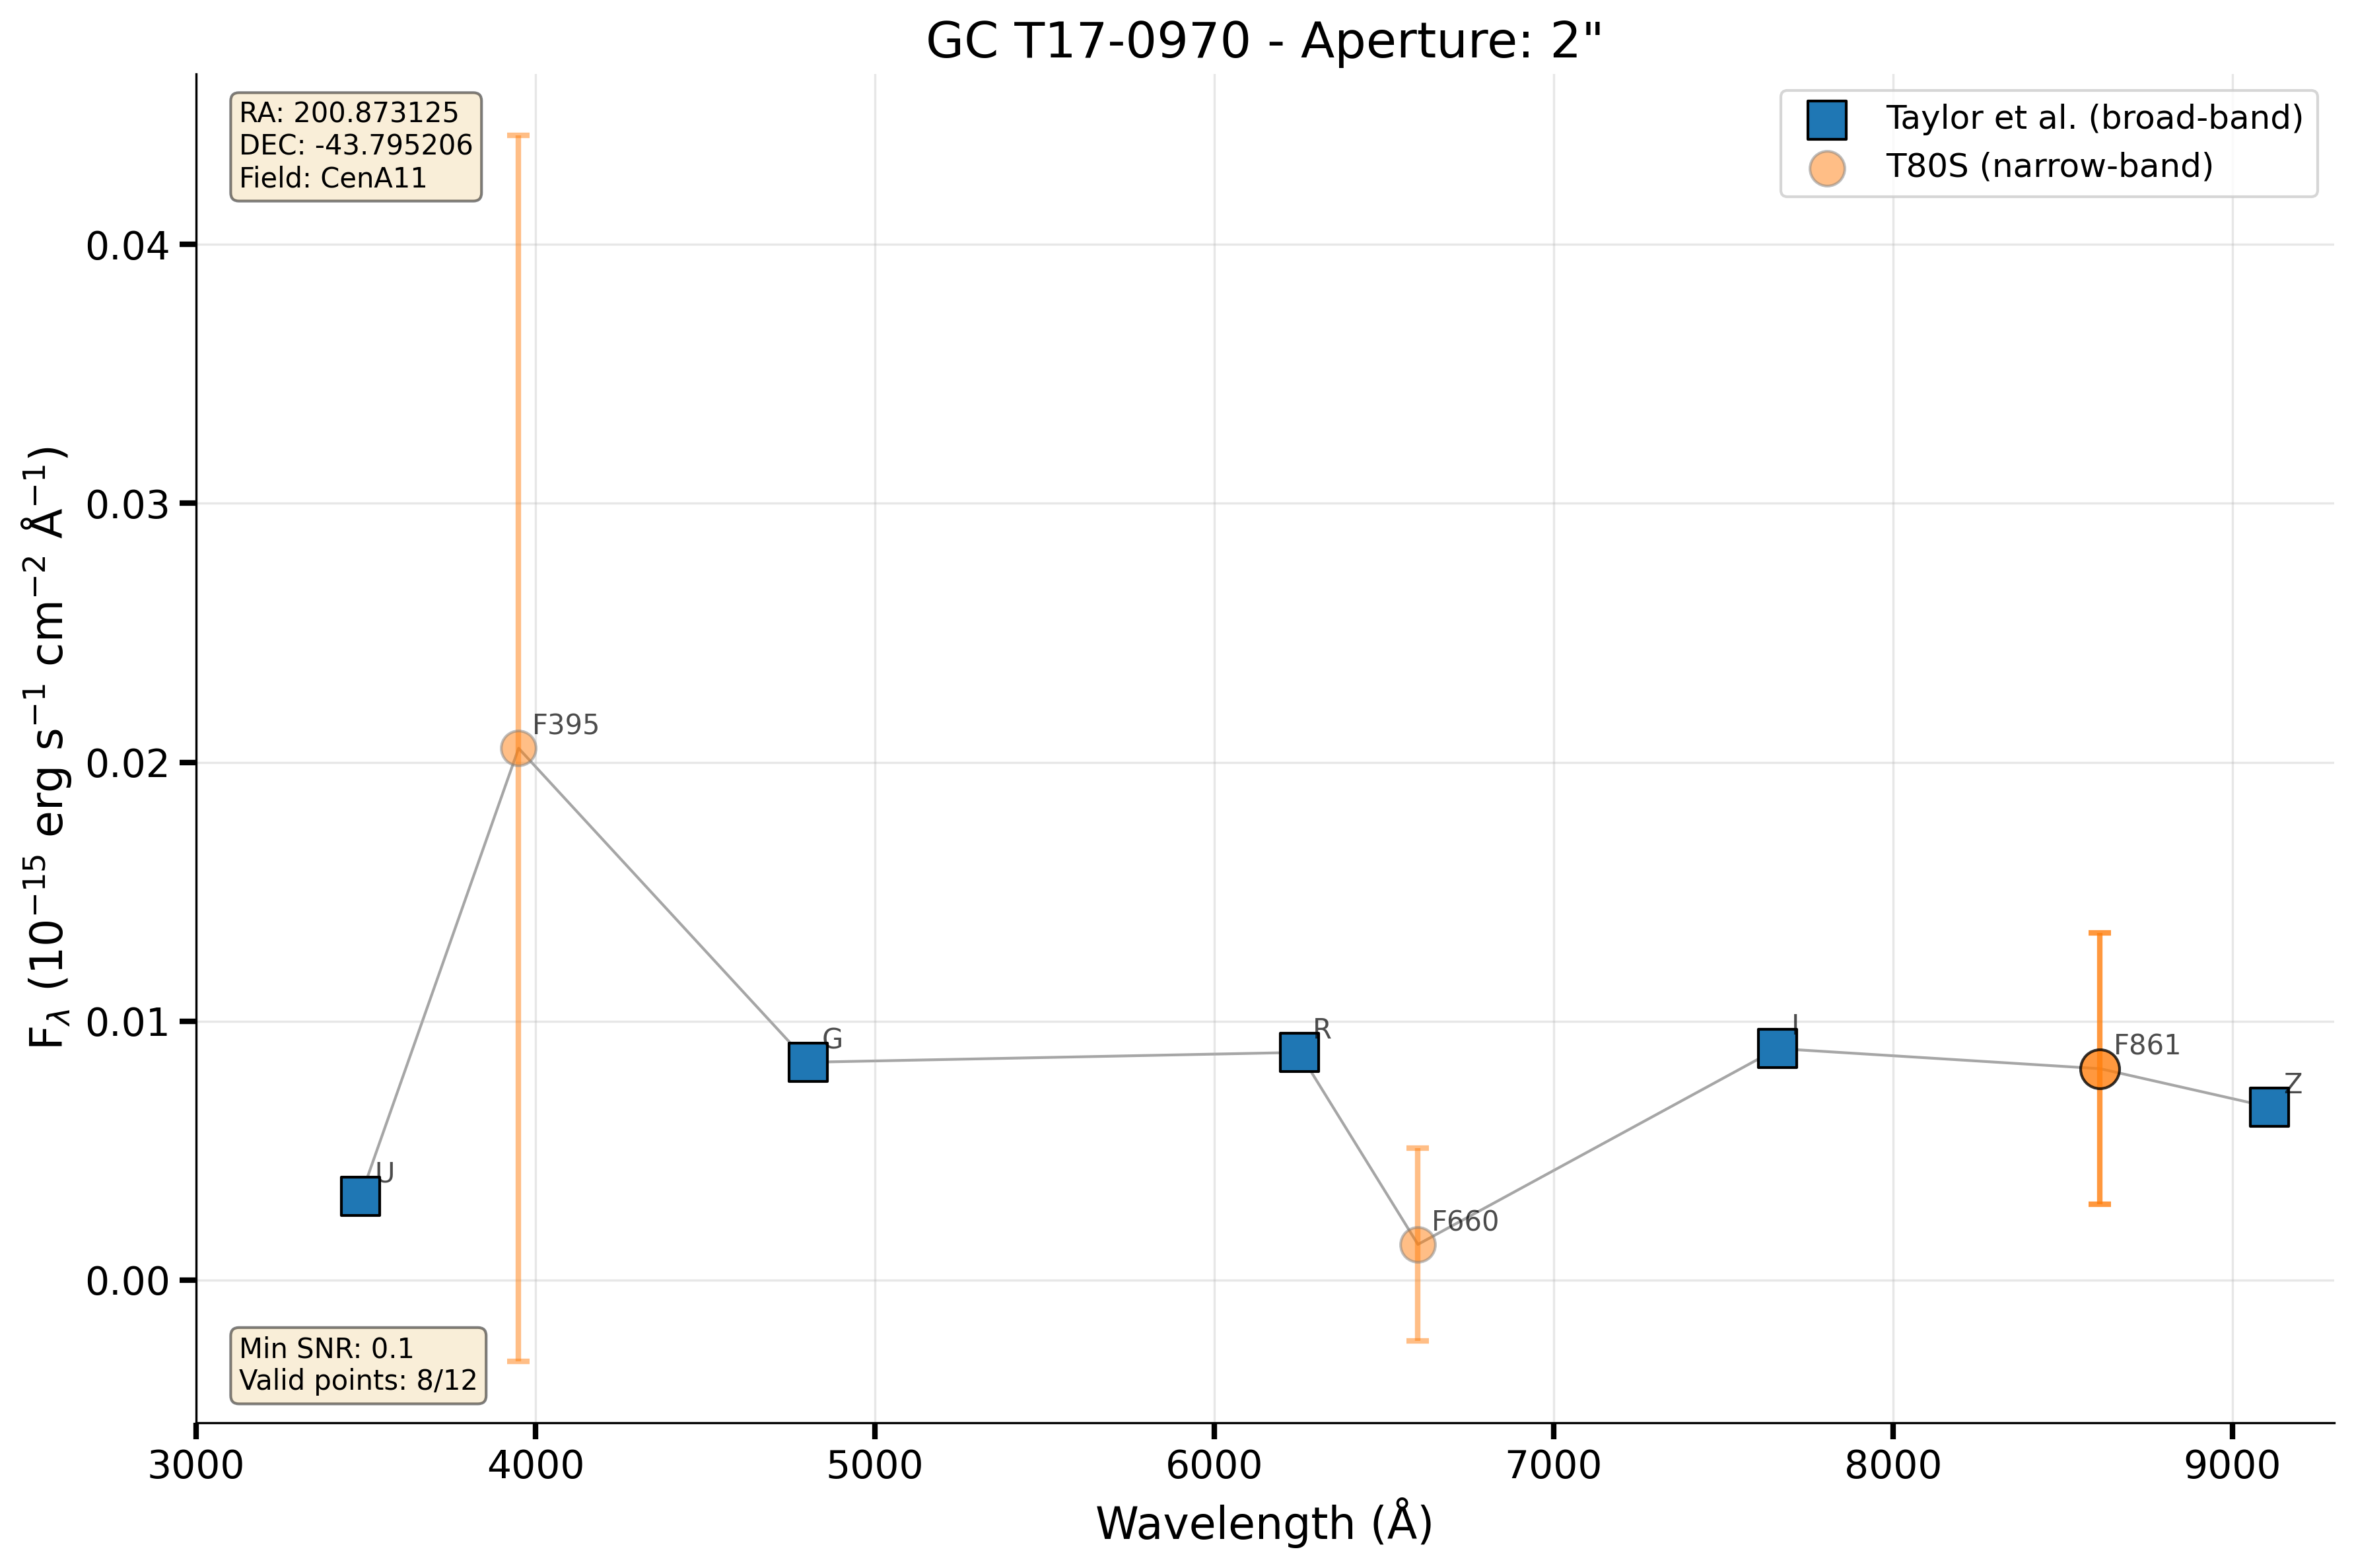 GC T17-0970 - Aperture: 2"
RA: 200.873125
DEC: -43.795206
Field: CenA11
Taylor et al. (broad-band)
T80S (narrow-band)
F$_λ$ (10$^{−15}$ erg s$^{−1}$ cm$^{−2}$ Å$^{−1}$)
0.04
0.03
0.02
0.01
0.00
U
F395
G
R
F660
I
F861
Z
Min SNR: 0.1
Valid points: 8/12
3000 4000 5000 6000 7000 8000 9000
Wavelength (Å)